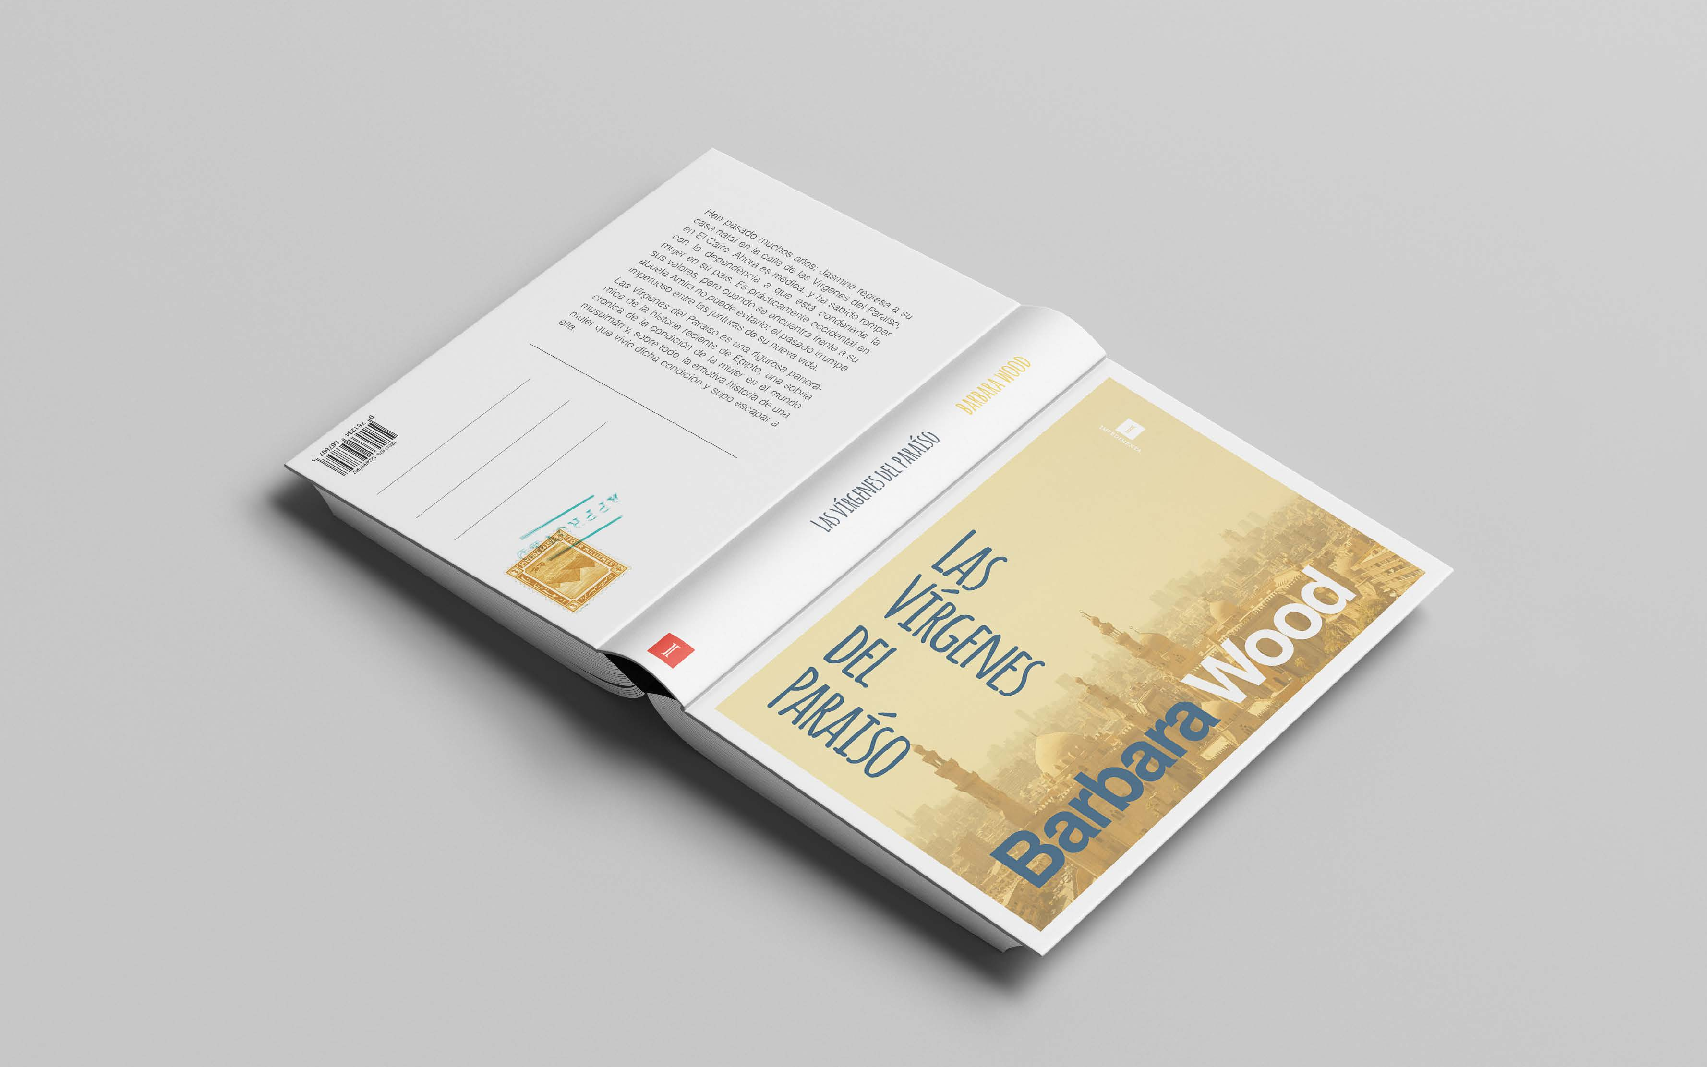 Han pasado muchos años. Jasmine regresa a su
casa natal en la calle de las Vírgenes del Paraíso,
en El Cairo. Ahora es médica, y ha sabido romper
con la dependencia a que está condenada la
mujer en su país. Es prácticamente occidental en
sus valores. Pero cuando se encuentra frente a su
abuela Amira no puede evitarlo: el pasado irrumpe
impetuoso entre las junturas de su nueva vida.
Las Vírgenes del Paraíso es una rigurosa panorá-
mica de la historia reciente de Egipto, una sobria
crónica de la condición de la mujer en el mundo
musulmán y, sobre todo, la emotiva historia de una
mujer que vivió dicha condición y supo escapar a
ella.
BARBARA WOOD
LAS VÍRGENES DEL PARAÍSO
LAS
VÍRGENES
DEL
PARAÍSO
Barbara Wood